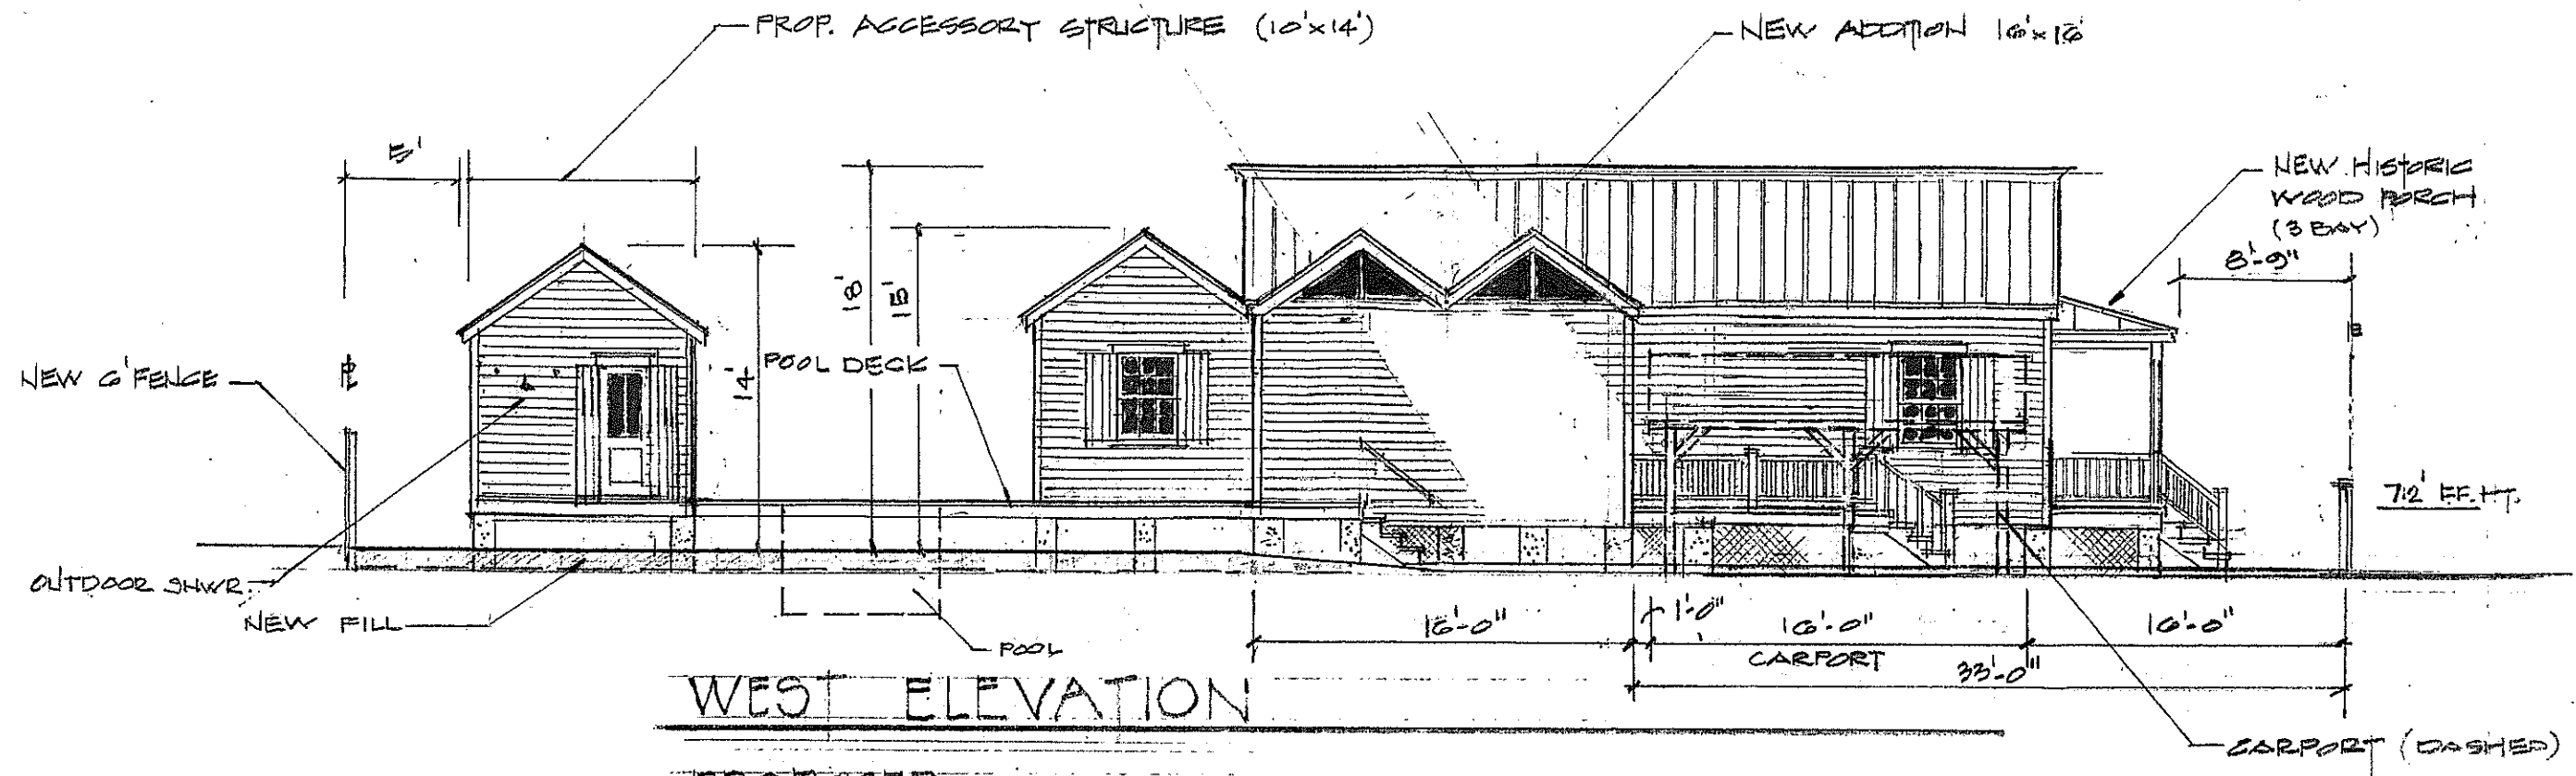 PROP. ACCESSORY STRUCTURE (10'x14')
NEW ADDITION 16'x16'
5'
NEW HISTORIC
WOOD PORCH
(3 BAY)
8'-9"
18'
15'
14'
POOL DECK
NEW 6' FENCE
7.2' FF. HT.
OUTDOOR SHWR.
NEW FILL
POOL
16'-0"
1'-0"
16'-0"
16'-0"
CARPORT
33'-0"
WEST ELEVATION
CARPORT (DASHED)